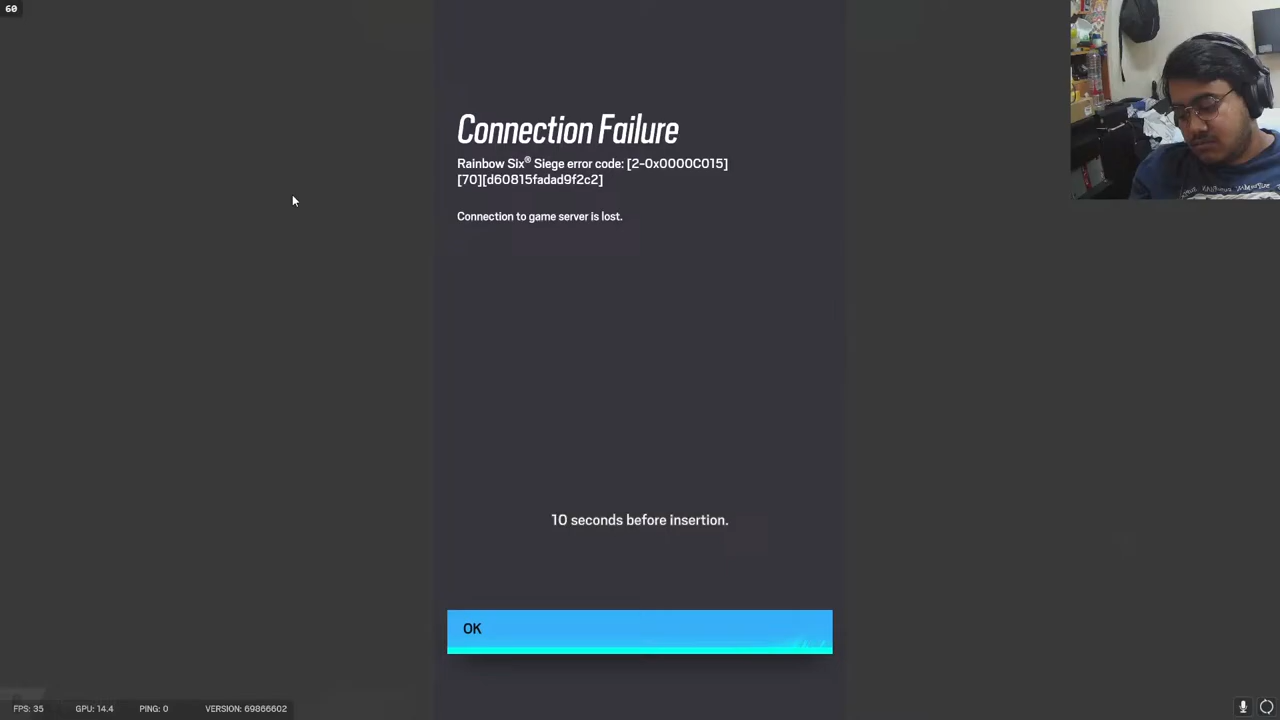 60
Connection Failure
Rainbow Six® Siege error code: [2-0x0000C015]
[70][d60815fadad9f2c2]
Connection to game server is lost.
10 seconds before insertion.
OK
FPS: 35 GPU: 14.4 PING: 0 VERSION: 69866602